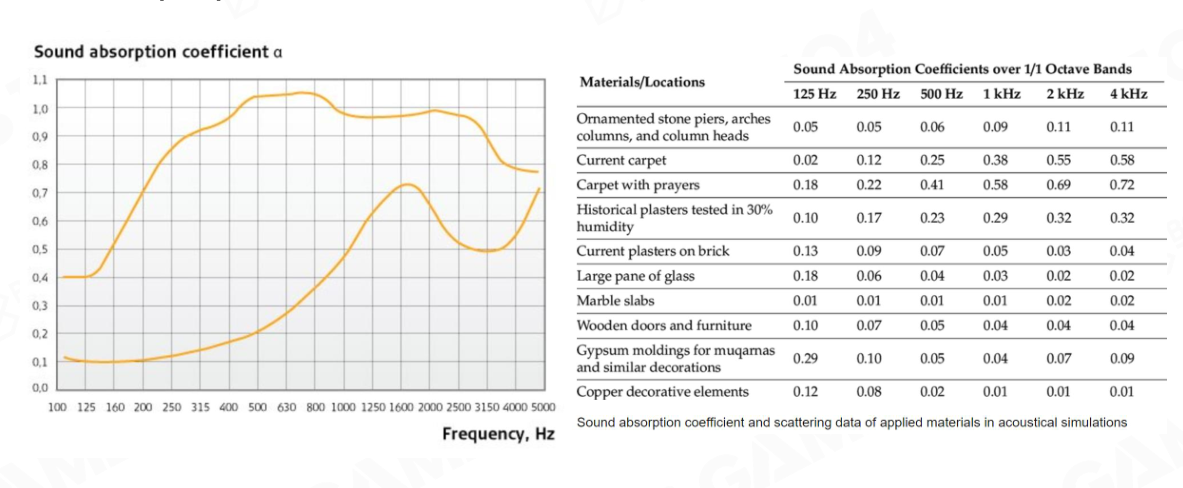 Sound absorption coefficient α
1,1
1,0
0,9
0,8
0,7
0,6
0,5
0,4
0,3
0,2
0,1
0,0
100 125 160 200 250 315 400 500 630 800 1000 1250 1600 2000 2500 3150 4000 5000
Frequency, Hz
Materials/Locations
Sound Absorption Coefficients over 1/1 Octave Bands
125 Hz 250 Hz 500 Hz 1 kHz 2 kHz 4 kHz
Ornamented stone piers, arches
columns, and column heads
0.05 0.05 0.06 0.09 0.11 0.11
Current carpet 0.02 0.12 0.25 0.38 0.55 0.58
Carpet with prayers 0.18 0.22 0.41 0.58 0.69 0.72
Historical plasters tested in 30%
humidity
0.10 0.17 0.23 0.29 0.32 0.32
Current plasters on brick 0.13 0.09 0.07 0.05 0.03 0.04
Large pane of glass 0.18 0.06 0.04 0.03 0.02 0.02
Marble slabs 0.01 0.01 0.01 0.01 0.02 0.02
Wooden doors and furniture 0.10 0.07 0.05 0.04 0.04 0.04
Gypsum moldings for muqarnas
and similar decorations
0.29 0.10 0.05 0.04 0.07 0.09
Copper decorative elements 0.12 0.08 0.02 0.01 0.01 0.01
Sound absorption coefficient and scattering data of applied materials in acoustical simulations